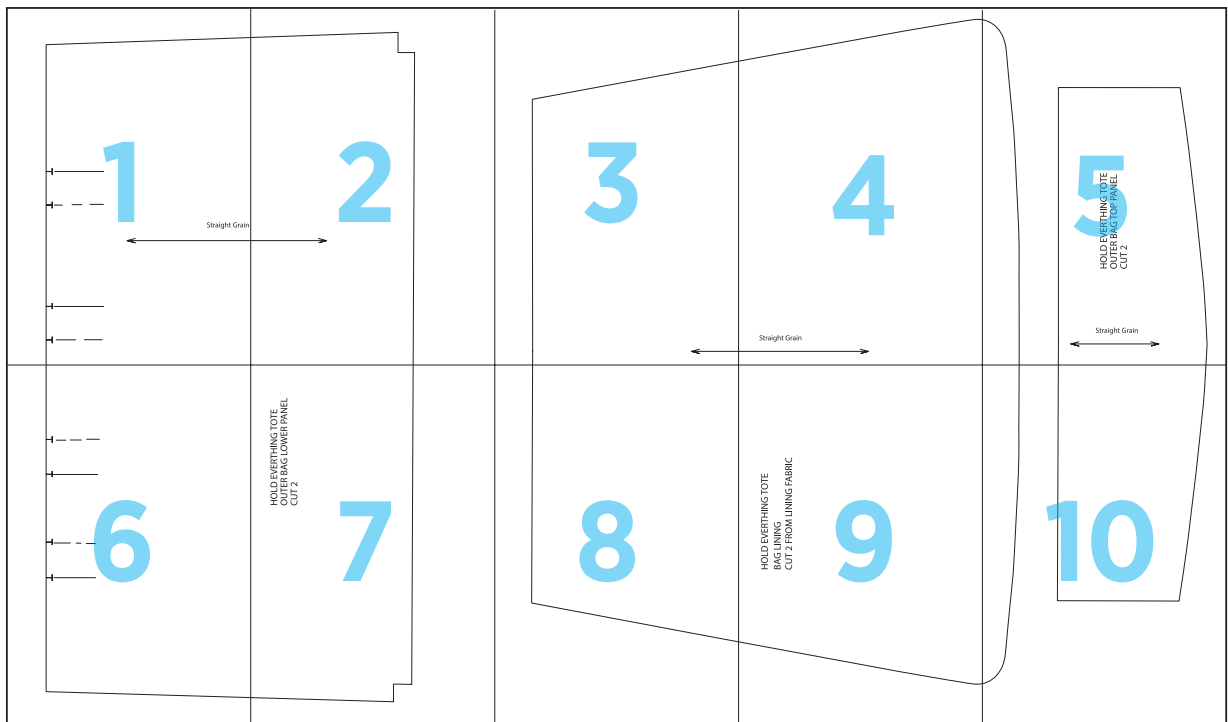 1
2
3
4
5
Straight Grain
Straight Grain
Straight Grain
HOLD EVERTHING TOTE
OUTER BAG TOP PANEL
CUT 2
6
7
8
9
10
HOLD EVERTHING TOTE
OUTER BAG LOWER PANEL
CUT 2
HOLD EVERTHING TOTE
BAG LINING
CUT 2 FROM LINING FABRIC